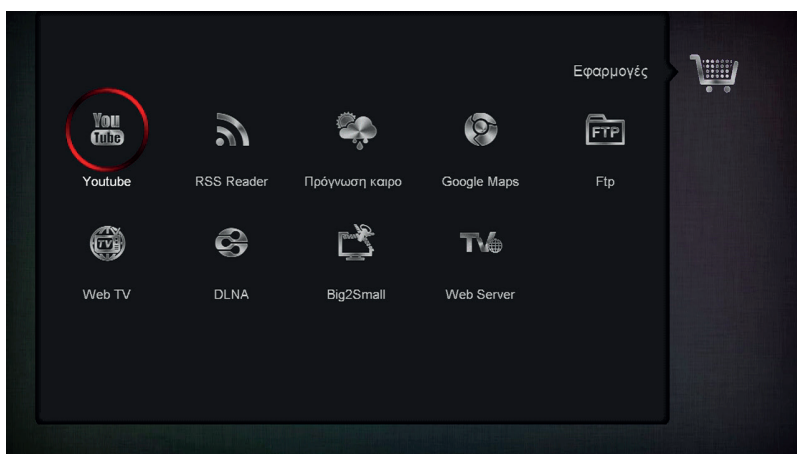 Εφαρμογές
You
Tube
FTP
Youtube
RSS Reader
Πρόγνωση καιρο
Google Maps
Ftp
TV
TV
Web TV
DLNA
Big2Small
Web Server